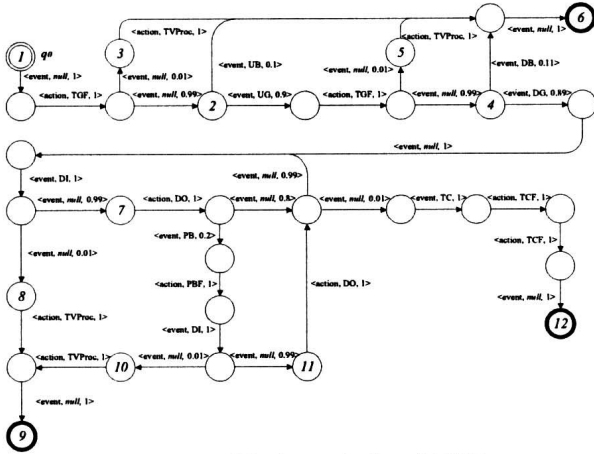 1 q0
<event, null, 1>
<action, TGF, 1>
3
<action, TVProc, 1>
<event, null, 0.01>
<event, null, 0.99>
2
<event, UB, 0.1>
<event, UG, 0.9>
<action, TGF, 1>
5
<action, TVProc, 1>
<event, null, 0.01>
<event, null, 0.99>
4
<event, DB, 0.11>
<event, DG, 0.89>
<event, null, 1>
6
<event, null, 1>
<event, DI, 1>
<event, null, 0.99>
7
<action, DO, 1>
<event, null, 0.8>
<event, null, 0.99>
<event, null, 0.01>
<event, TC, 1>
<action, TCF, 1>
<action, TCF, 1>
<event, null, 1>
12
<event, PB, 0.2>
<action, PBF, 1>
<event, DI, 1>
<action, DO, 1>
<event, null, 0.01>
8
<action, TVProc, 1>
<action, TVProc, 1>
10
<event, null, 0.01>
<event, null, 0.99>
11
<event, null, 1>
9